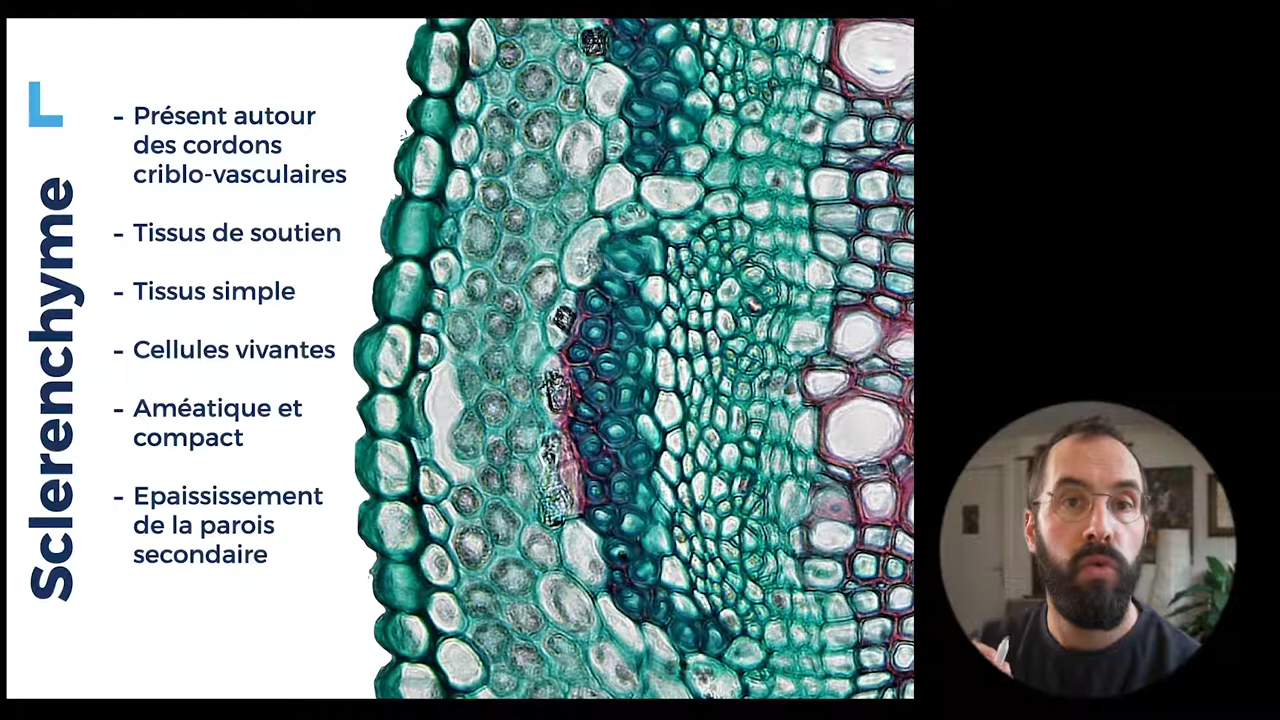 Sclerenchyme
- Présent autour
des cordons
criblo-vasculaires
- Tissus de soutien
- Tissus simple
- Cellules vivantes
- Améatique et
compact
- Epaississement
de la parois
secondaire